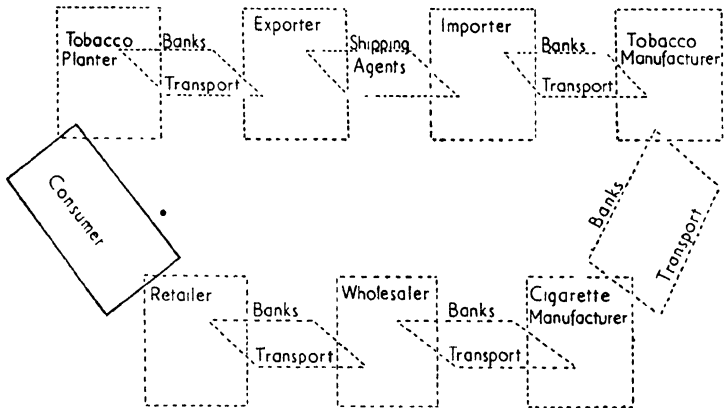 Tobacco
Planter
Banks
Transport
Exporter
Shipping
Agents
Importer
Banks
Transport
Tobacco
Manufacturer
Banks
Transport
Consumer
Retailer
Banks
Transport
Wholesaler
Banks
Transport
Cigarette
Manufacturer